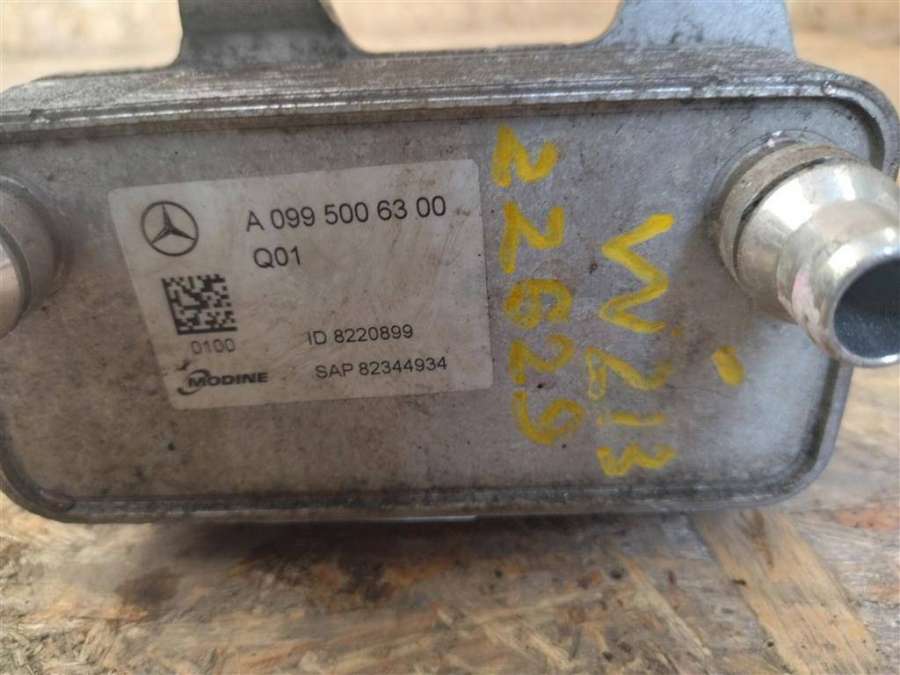 A 099 500 63 00
Q01
0100
ID 8220899
MODINE
SAP 82344934
22629
W213